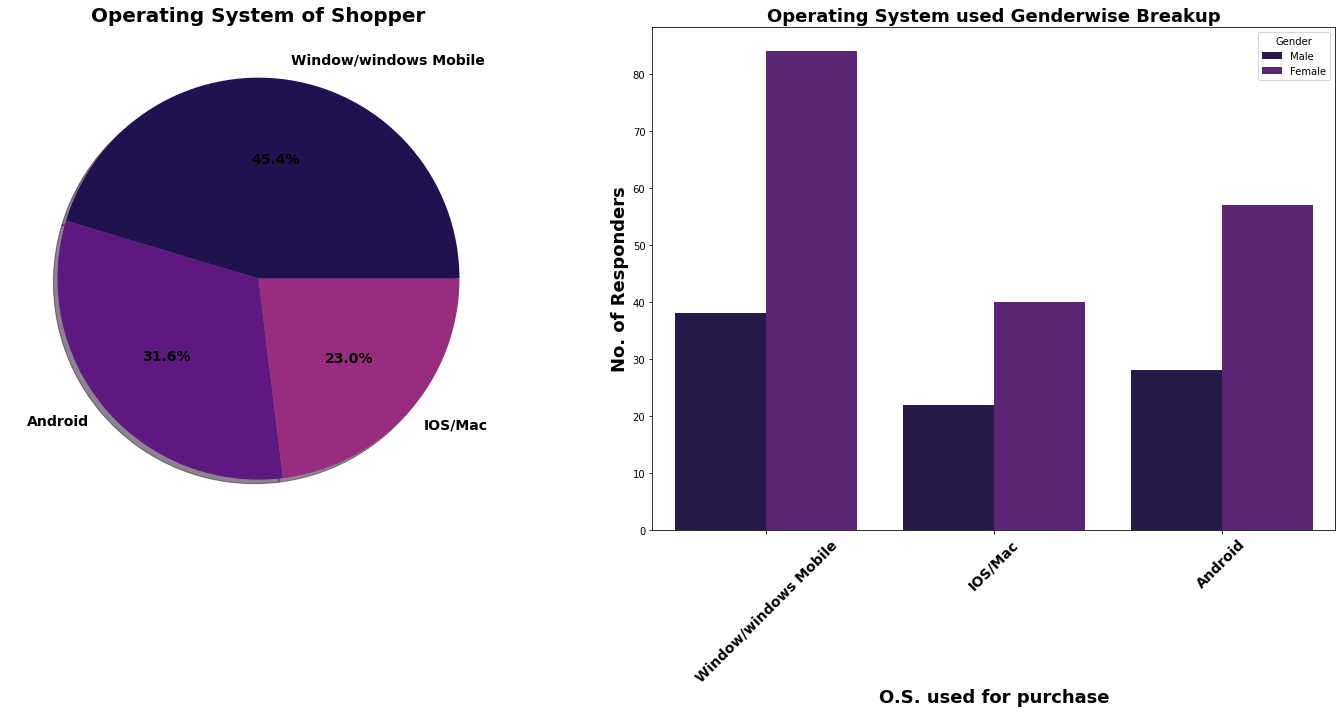 Operating System of Shopper
Window/windows Mobile
45.4%
31.6%
23.0%
Android
IOS/Mac
Operating System used Genderwise Breakup
Gender
Male
Female
No. of Responders
80
70
60
50
40
30
20
10
0
Window/windows Mobile
IOS/Mac
Android
O.S. used for purchase